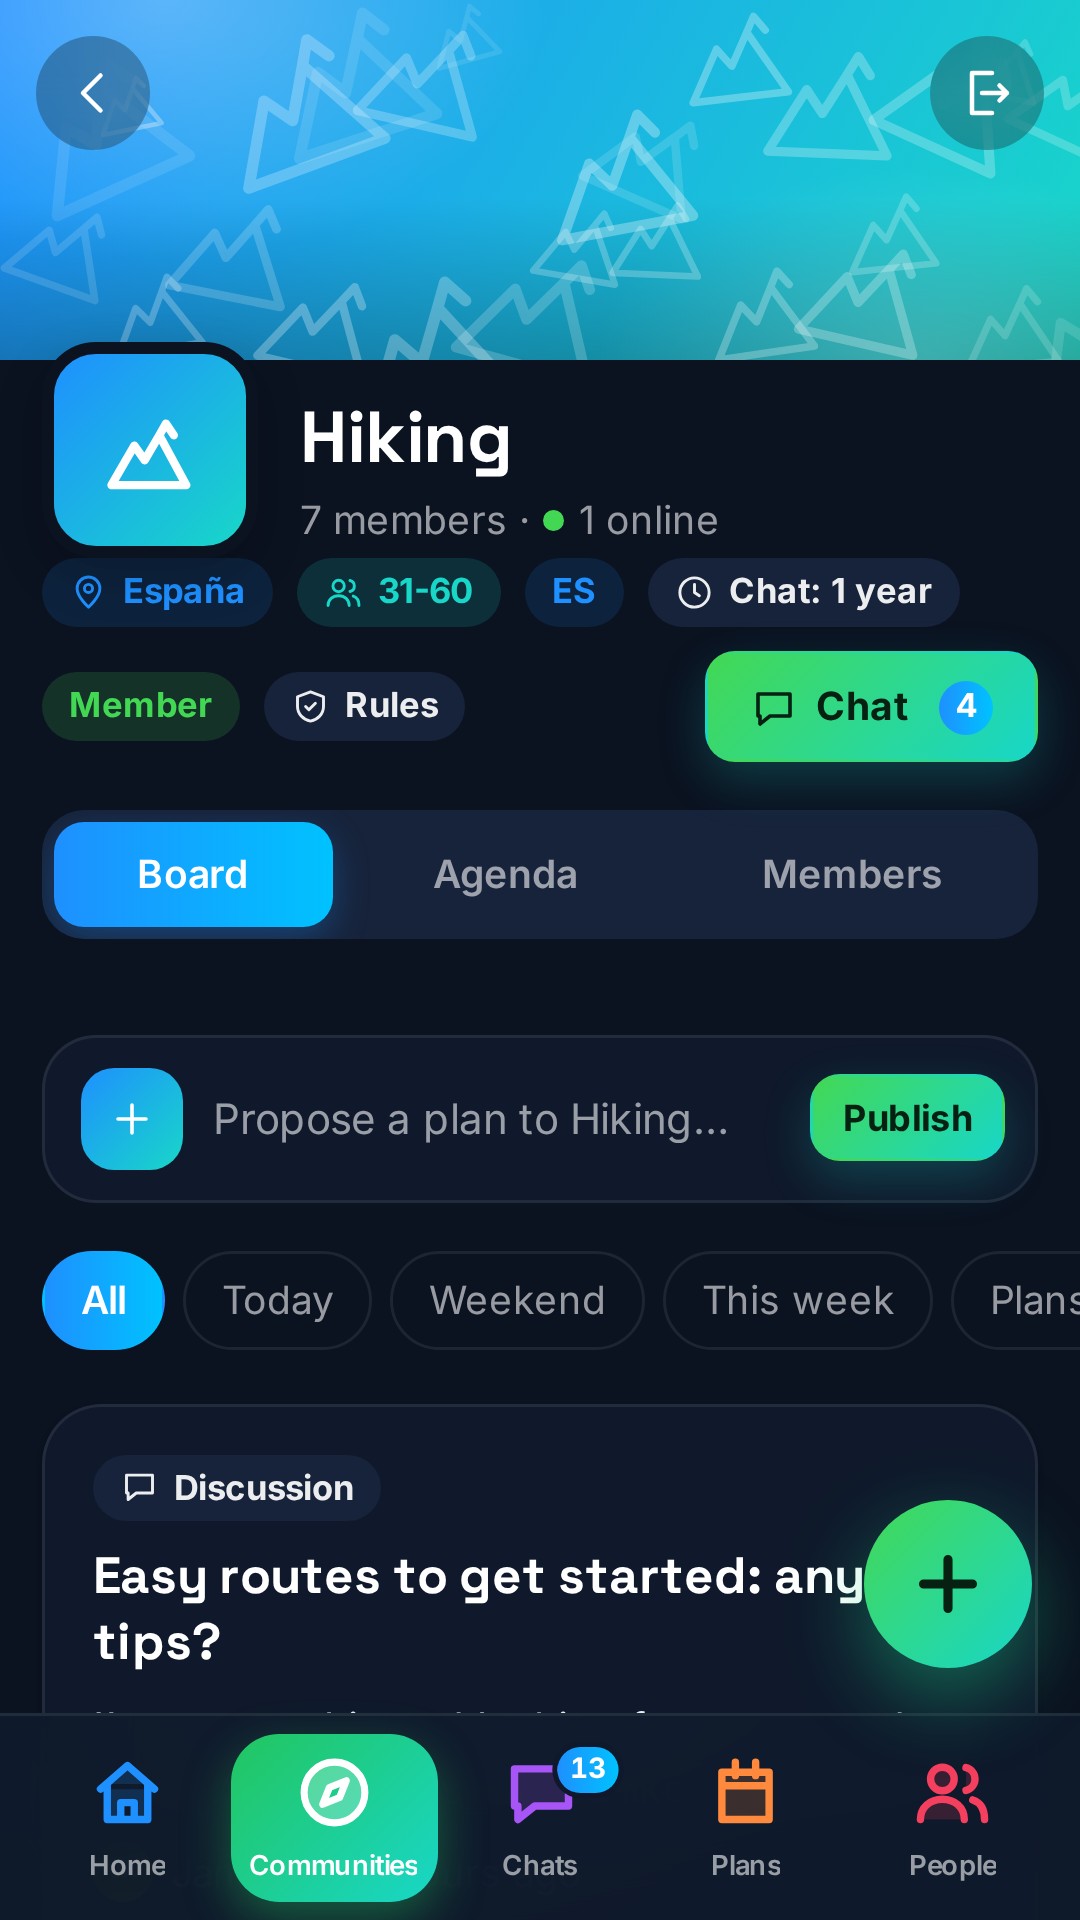 Hiking
7 members · 1 online
España 31-60 ES Chat: 1 year
Member Rules Chat 4
Board Agenda Members
Propose a plan to Hiking... Publish
All Today Weekend This week Plans
Discussion
Easy routes to get started: any
tips?
13
Home Communities Chats Plans People